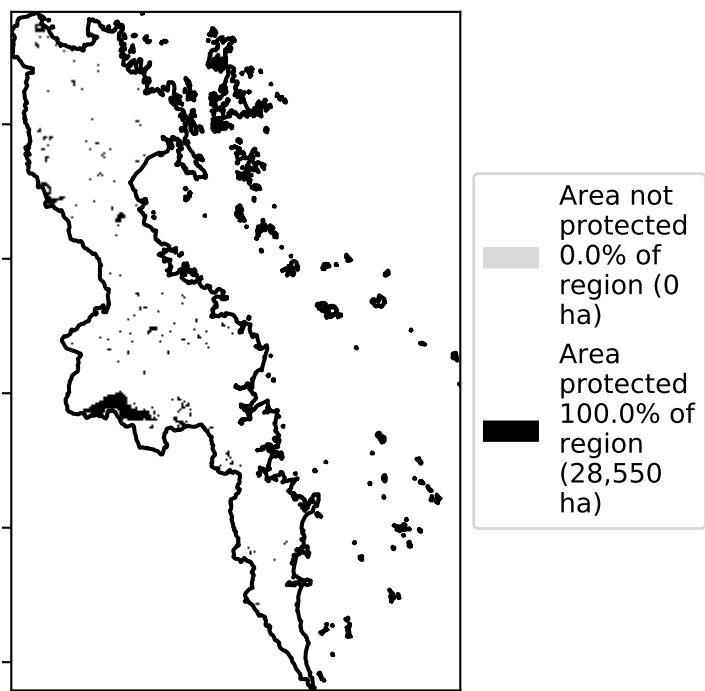 Area not
protected
0.0% of
region (0
ha)
Area
protected
100.0% of
region
(28,550
ha)